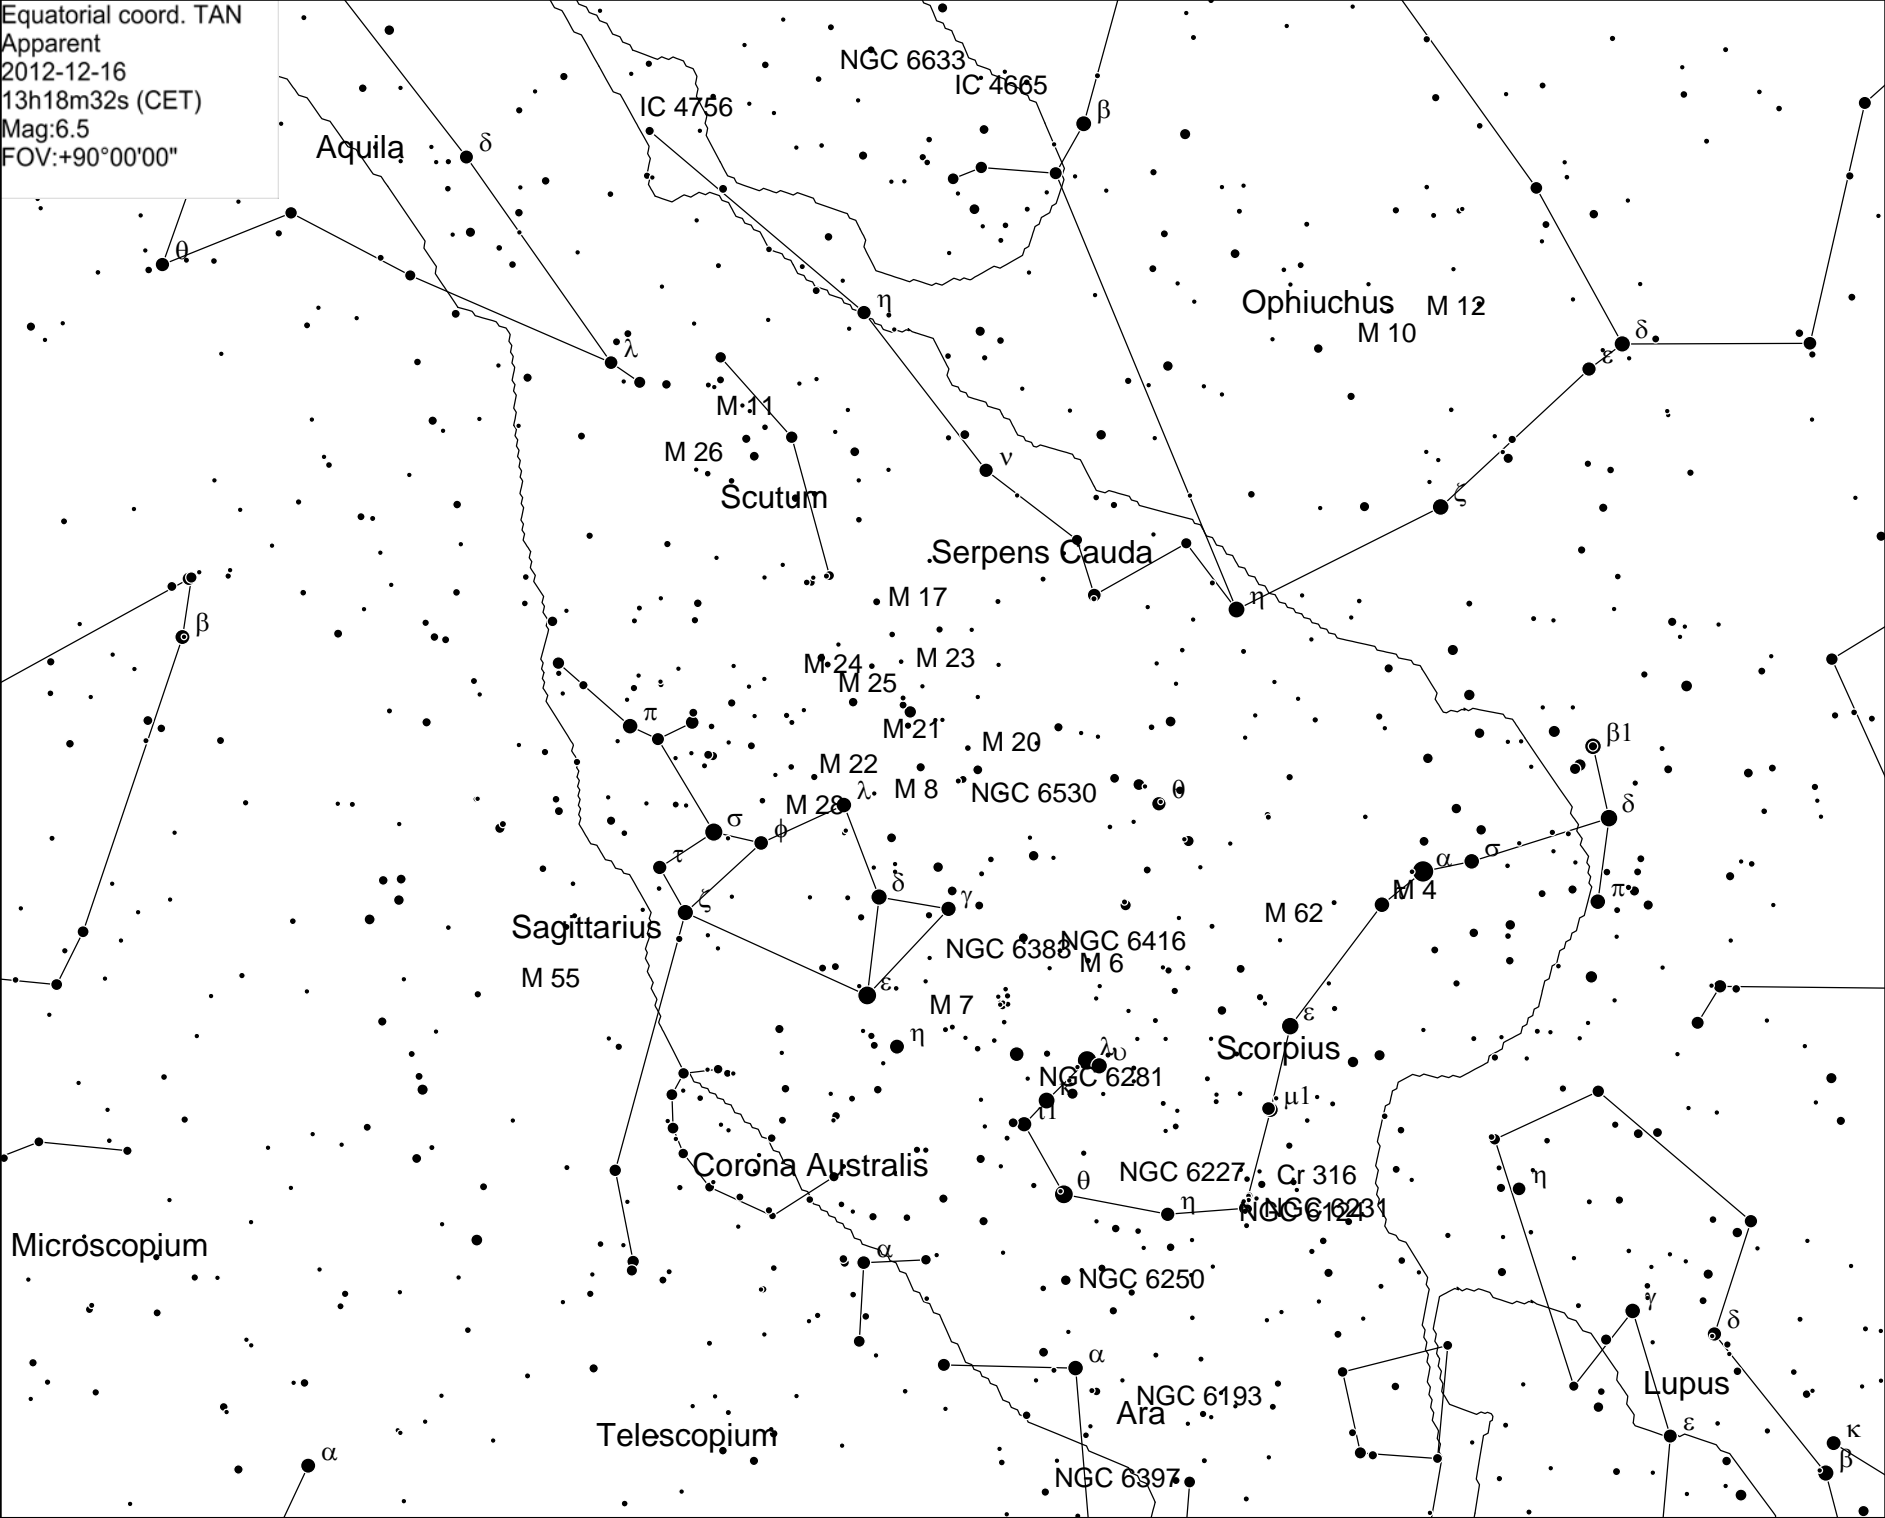 Equatorial coord. TAN
Apparent
2012-12-16
13h18m32s (CET)
Mag:6.5
FOV:+90°00'00"
NGC 6633
IC 4665
IC 4756
β
Aquila
δ
θ
η
Ophiuchus
M 12
M 10
δ
ε
λ
M 11
M 26
ν
Scutum
ζ
Serpens Cauda
M 17
η
β
M 24
M 23
M 25
π
M 21
M 20
β1
M 22
M 8
NGC 6530
λ
M 28
θ
σ
φ
δ
τ
α
σ
M 4
π
δ
γ
ζ
M 62
Sagittarius
NGC 6383
NGC 6416
M 6
M 55
ε
M 7
ε
η
Scorpius
λ
υ
NGC 6281
κ
μ1
ι1
Corona Australis
NGC 6227
Cr 316
θ
η
η
NGC 6231
NGC 6124
Microscopium
α
NGC 6250
γ
δ
α
Lupus
NGC 6193
Ara
ε
Telescopium
κ
α
β
NGC 6397